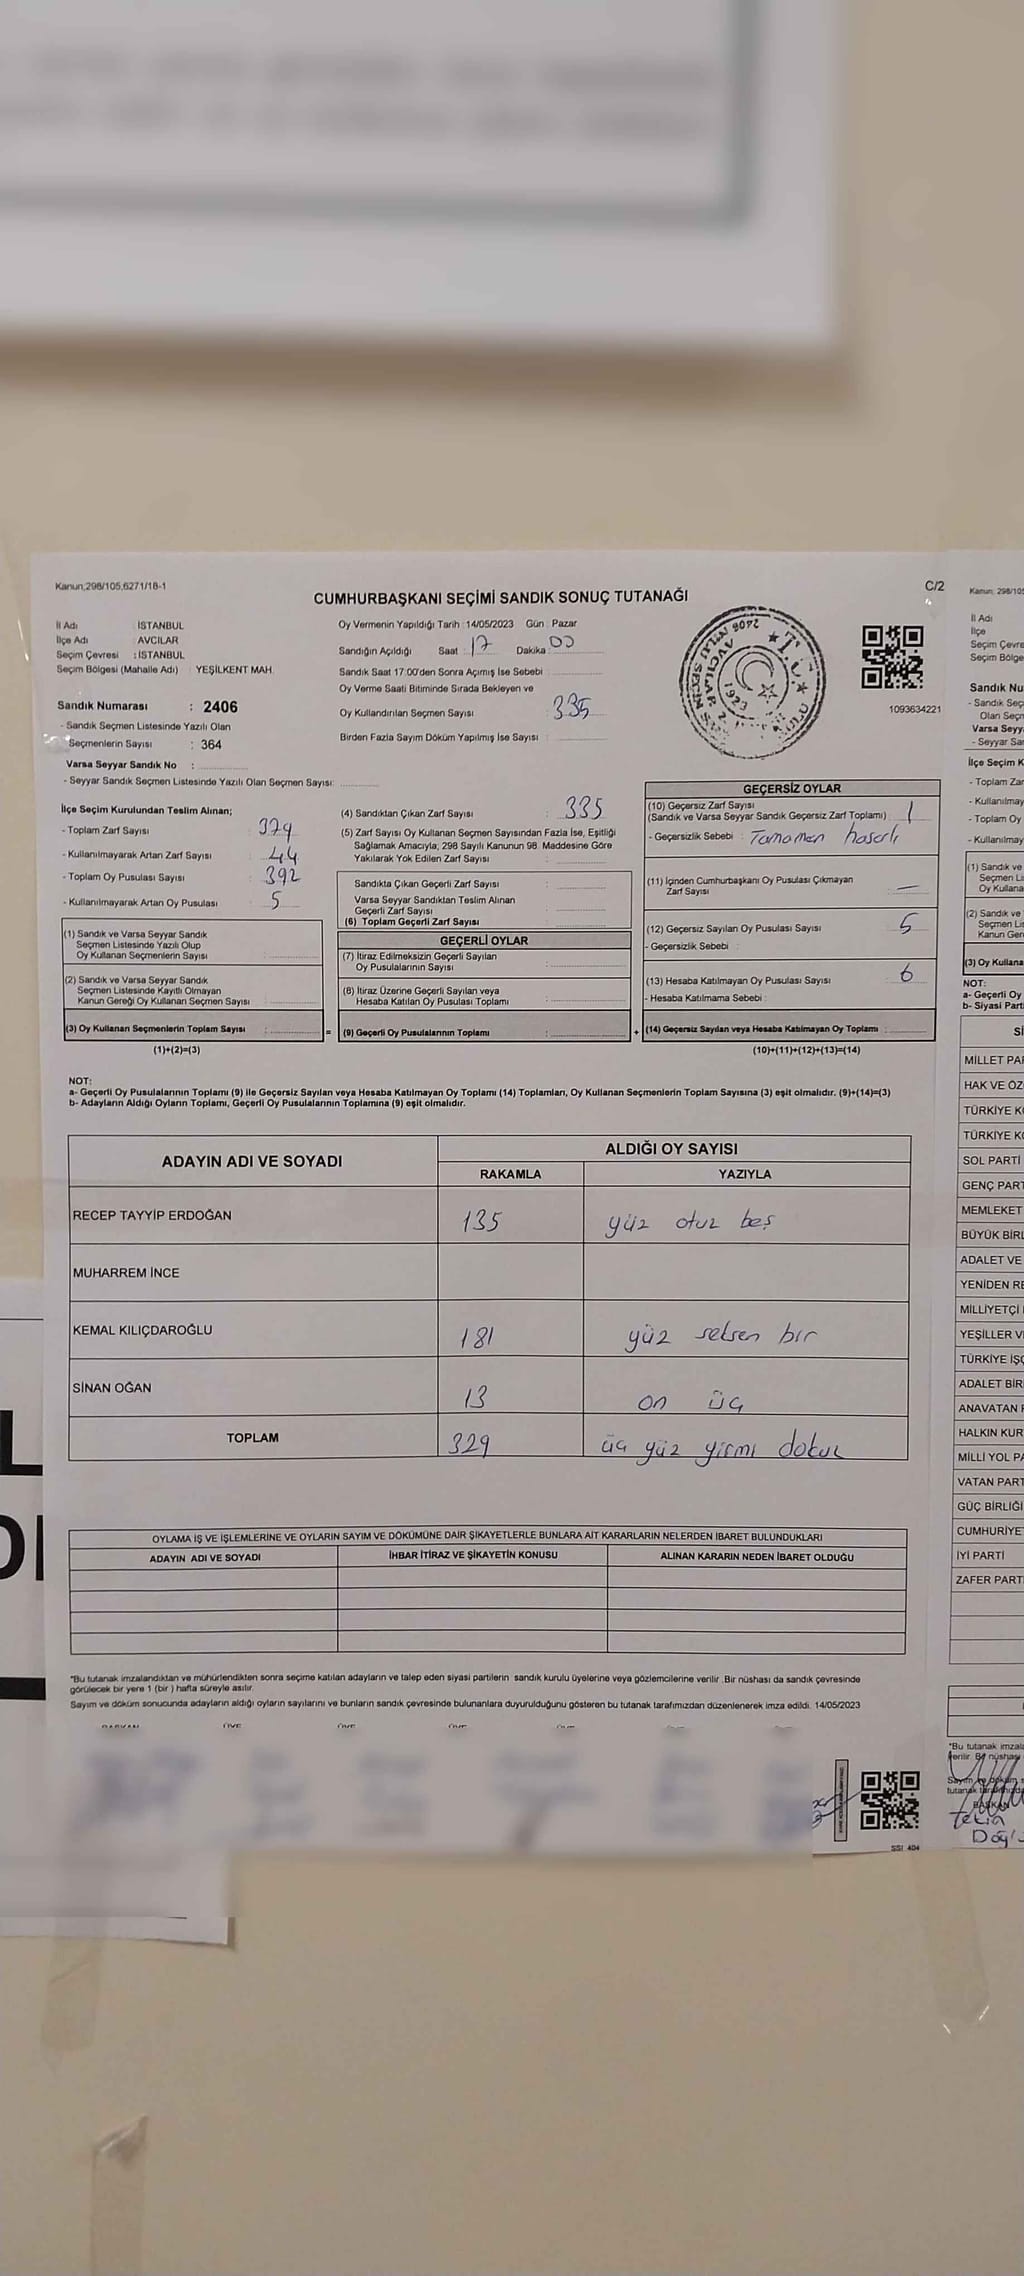 Kanun;298/105,6271/18-1
C/2
CUMHURBAŞKANI SEÇİMİ SANDIK SONUÇ TUTANAĞI
İl Adı : İSTANBUL
İlçe Adı : AVCILAR
Seçim Çevresi : İSTANBUL
Seçim Bölgesi (Mahalle Adı) : YEŞİLKENT MAH.
Sandık Numarası : 2406
- Sandık Seçmen Listesinde Yazılı Olan
Seçmenlerin Sayısı : 364
Varsa Seyyar Sandık No :
- Seyyar Sandık Seçmen Listesinde Yazılı Olan Seçmen Sayısı:
Oy Vermenin Yapıldığı Tarih : 14/05/2023 Gün : Pazar
Sandığın Açıldığı Saat : 17 Dakika : 00
Sandık Saat 17.00'den Sonra Açımış İse Sebebi :
Oy Verme Saati Bitiminde Sırada Bekleyen ve
Oy Kullandırılan Seçmen Sayısı : 335
Birden Fazla Sayım Döküm Yapılmış İse Sayısı :
1093634221
İlçe Seçim Kurulundan Teslim Alınan;
- Toplam Zarf Sayısı : 379
- Kullanılmayarak Artan Zarf Sayısı : 44
- Toplam Oy Pusulası Sayısı : 392
- Kullanılmayarak Artan Oy Pusulası : 5
(1) Sandık ve Varsa Seyyar Sandık
Seçmen Listesinde Yazılı Olup
Oy Kullanan Seçmenlerin Sayısı :
(2) Sandık ve Varsa Seyyar Sandık
Seçmen Listesinde Kayıtlı Olmayan
Kanun Gereği Oy Kullanan Seçmen Sayısı :
(3) Oy Kullanan Seçmenlerin Toplam Sayısı : =
(1)+(2)=(3)
(4) Sandıktan Çıkan Zarf Sayısı : 335
(5) Zarf Sayısı Oy Kullanan Seçmen Sayısından Fazla İse, Eşitliği
Sağlamak Amacıyla, 298 Sayılı Kanunun 98. Maddesine Göre
Yakılarak Yok Edilen Zarf Sayısı :
Sandıkta Çıkan Geçerli Zarf Sayısı :
Varsa Seyyar Sandıktan Teslim Alınan
Geçerli Zarf Sayısı :
(6) Toplam Geçerli Zarf Sayısı :
GEÇERLİ OYLAR
(7) İtiraz Edilmeksizin Geçerli Sayılan
Oy Pusulalarının Sayısı :
(8) İtiraz Üzerine Geçerli Sayılan veya
Hesaba Katılan Oy Pusulası Toplamı :
(9) Geçerli Oy Pusulalarının Toplamı : +
GEÇERSİZ OYLAR
(10) Geçersiz Zarf Sayısı
(Sandık ve Varsa Seyyar Sandık Geçersiz Zarf Toplamı) : 1
- Geçersizlik Sebebi : Tamamen hasarlı
(11) İçinden Cumhurbaşkanı Oy Pusulası Çıkmayan
Zarf Sayısı : —
(12) Geçersiz Sayılan Oy Pusulası Sayısı : 5
- Geçersizlik Sebebi :
(13) Hesaba Katılmayan Oy Sayısı : 6
- Hesaba Katılmama Sebebi :
(14) Geçersiz Sayılan veya Hesaba Katılmayan Oy Toplamı :
(10)+(11)+(12)+(13)=(14)
NOT:
a- Geçerli Oy Pusulalarının Toplamı (9) ile Geçersiz Sayılan veya Hesaba Katılmayan Oy Toplamı (14) Toplamları, Oy Kullanan Seçmenlerin Toplam Sayısına (3) eşit olmalıdır. (9)+(14)=(3)
b- Adayların Aldığı Oyların Toplamı, Geçerli Oy Pusulalarının Toplamına (9) eşit olmalıdır.
ADAYIN ADI VE SOYADI
ALDIĞI OY SAYISI
RAKAMLA YAZIYLA
RECEP TAYYİP ERDOĞAN 135 yüz otuz beş
MUHARREM İNCE
KEMAL KILIÇDAROĞLU 181 yüz seksen bir
SİNAN OĞAN 13 on üç
TOPLAM 329 üç yüz yirmi dokuz
OYLAMA İŞ VE İŞLEMLERİNE VE OYLARIN SAYIM VE DÖKÜMÜNE DAİR ŞİKAYETLERLE BUNLARA AİT KARARLARIN NELERDEN İBARET BULUNDUKLARI
ADAYIN ADI VE SOYADI İHBAR İTİRAZ VE ŞİKAYETİN KONUSU ALINAN KARARIN NEDEN İBARET OLDUĞU
"Bu tutanak imzalandıktan ve mühürlendikten sonra seçime katılan adayların ve talep eden siyasi partilerin sandık kurulu üyelerine veya gözlemcilerine verilir .Bir nüshası da sandık çevresinde
görülecek bir yere 1 (bir ) hafta süreyle asılır.
Sayım ve döküm sonucunda adayların aldığı oyların sayılarını ve bunların sandık çevresinde bulunanlara duyurulduğunu gösteren bu tutanak tarafımızdan düzenlenerek imza edildi. 14/05/2023
SSI 404
Kanun; 298/105
İl Adı
İlçe
Seçim Çevre
Seçim Bölge
Sandık Nu
- Sandık Seç
Olan Seçm
Varsa Seyy
- Seyyar Sa
İlçe Seçim K
- Toplam Zar
- Kullanılmay
- Toplam Oy
- Kullanılmay
(1) Sandık ve
Seçmen Lis
Oy Kullana
(2) Sandık ve
Seçmen Li
Kanun Ger
(3) Oy Kullana
NOT:
a- Geçerli Oy
b- Siyasi Part
Sİ
MİLLET PA
HAK VE ÖZ
TÜRKİYE K
TÜRKİYE K
SOL PARTİ
GENÇ PART
MEMLEKET
BÜYÜK BİRL
ADALET VE
YENİDEN RE
MİLLİYETÇİ
YEŞİLLER V
TÜRKİYE İŞÇ
ADALET BİR
ANAVATAN
HALKIN KUR
MİLLİ YOL PA
VATAN PART
GÜÇ BİRLİĞİ
CUMHURİYE
İYİ PARTİ
ZAFER PART
"Bu tutanak imzala
verilir. Bi nüshası
BAŞKAN
Tekin